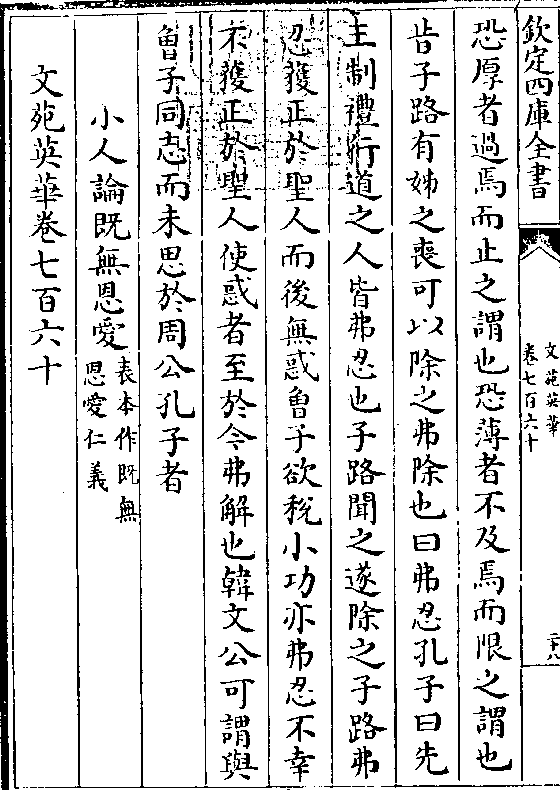 欽定四庫全書
文苑英華
卷七百六十
二十八
恐厚者過焉而止之謂也恐薄者不及焉而限之謂也
昔子路有姊之喪可以除之弗除也曰弗忍孔子曰先
王制禮行道之人皆弗忍也子路聞之遂除之子路弗
忍獲正於聖人而後無惑曾子欲稅小功亦弗忍不幸
不獲正於聖人使惑者至於今弗解也韓文公可謂與
曾子同志而未思於周公孔子者
小人論既無恩愛表本作既無
恩愛仁義
文苑英華卷七百六十